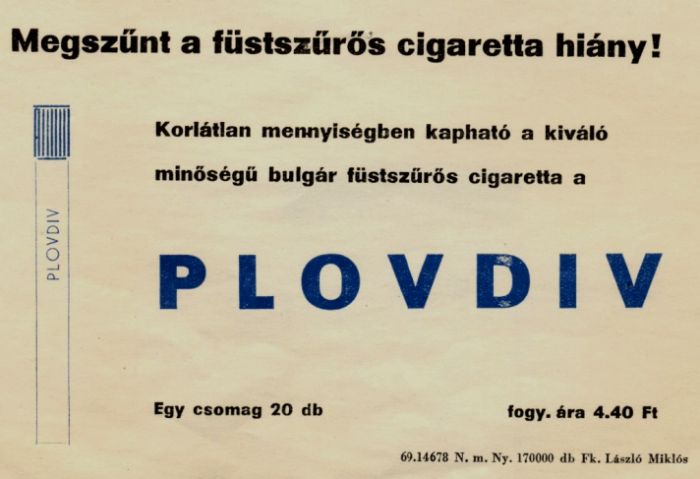 Megszűnt a füstszűrős cigaretta hiány!
Korlátlan mennyiségben kapható a kiváló
minőségű bulgár füstszűrős cigaretta a
PLOVDIV
PLOVDIV
Egy csomag 20 db
fogy. ára 4.40 Ft
69.14678 N. m. Ny. 170000 db Fk. László Miklós